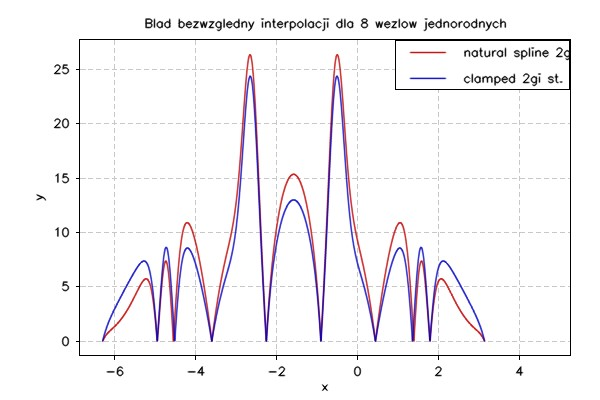 Blad bezwzgledny interpolacji dla 8 wezlow jednorodnych
natural spline 2g
clamped 2gi st.
y
25
20
15
10
5
0
−6 −4 −2 0 2 4
x